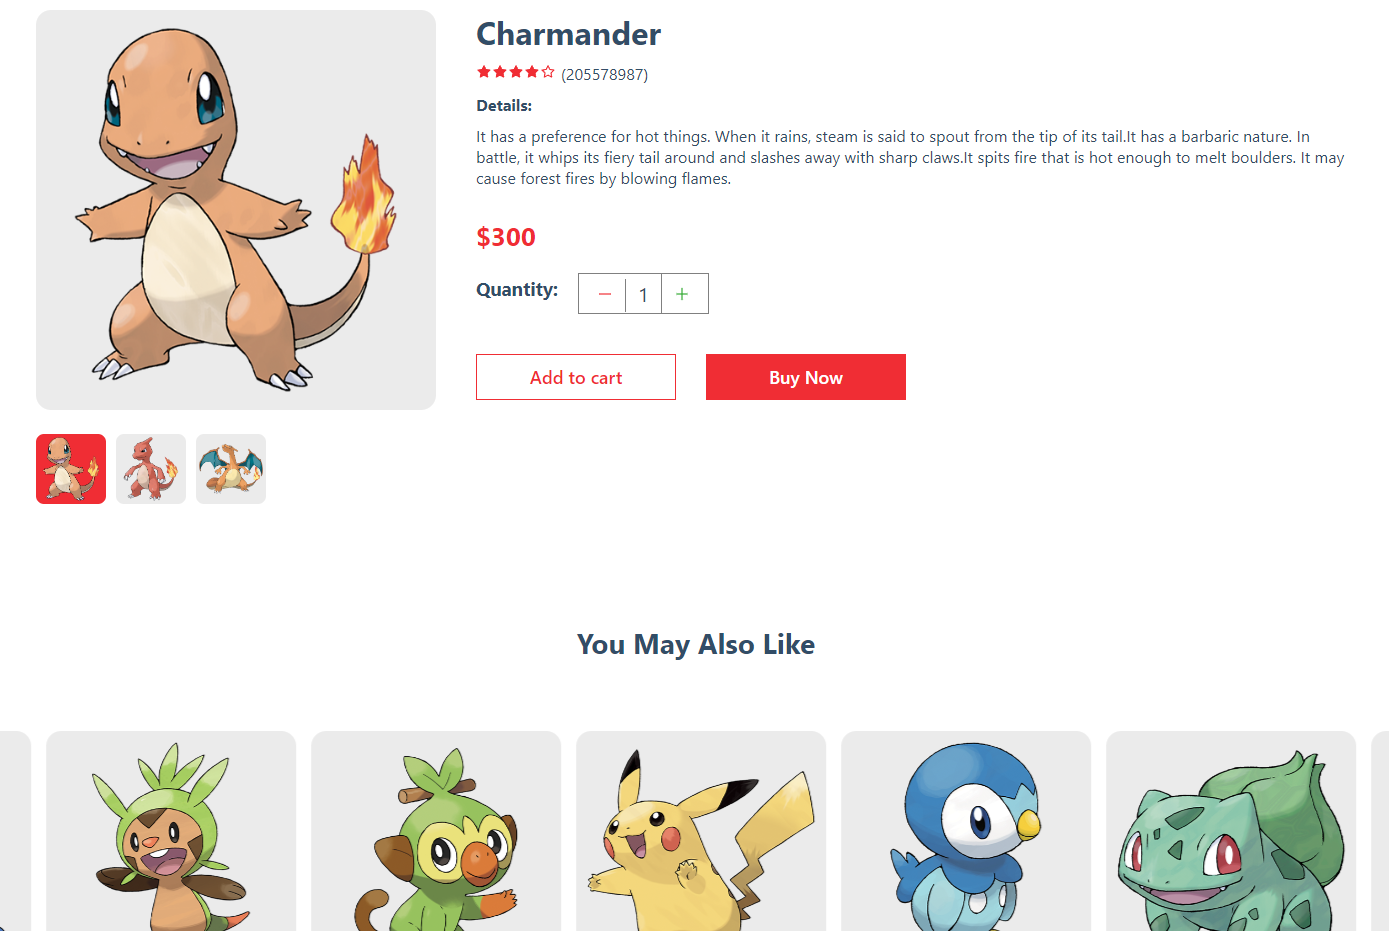 Charmander
(205578987)
Details:
It has a preference for hot things. When it rains, steam is said to spout from the tip of its tail.It has a barbaric nature. In
battle, it whips its fiery tail around and slashes away with sharp claws.It spits fire that is hot enough to melt boulders. It may
cause forest fires by blowing flames.
$300
Quantity: − 1 +
Add to cart Buy Now
You May Also Like